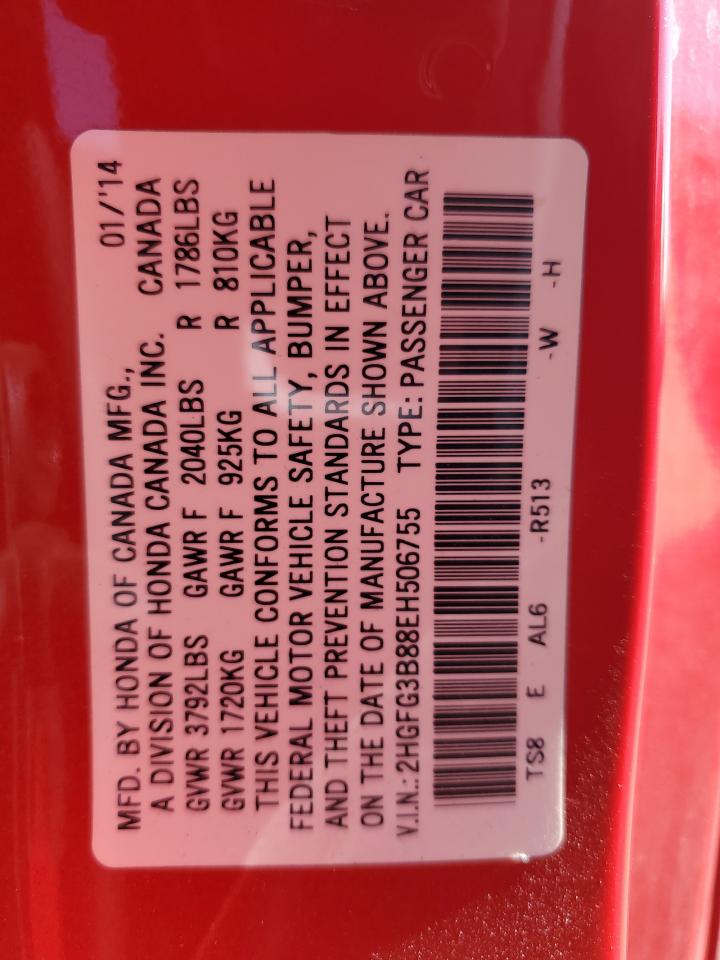 MFD. BY HONDA OF CANADA MFG., 01/'14
A DIVISION OF HONDA CANADA INC. CANADA
GVWR 3792LBS GAWR F 2040LBS R 1786LBS
GVWR 1720KG GAWR F 925KG R 810KG
THIS VEHICLE CONFORMS TO ALL APPLICABLE
FEDERAL MOTOR VEHICLE SAFETY, BUMPER,
AND THEFT PREVENTION STANDARDS IN EFFECT
ON THE DATE OF MANUFACTURE SHOWN ABOVE.
V.I.N.: 2HGFG3B88EH506755 TYPE: PASSENGER CAR
TS8 E AL6 -R513 -W -H